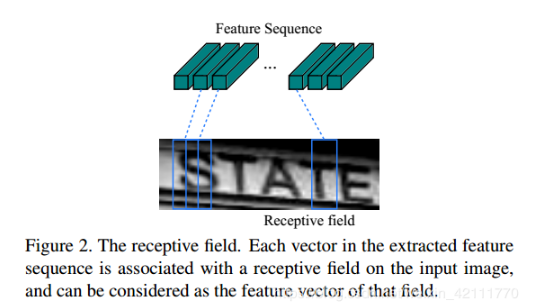 Feature Sequence
...
STATE
Receptive field
Figure 2. The receptive field. Each vector in the extracted feature
sequence is associated with a receptive field on the input image,
and can be considered as the feature vector of that field.